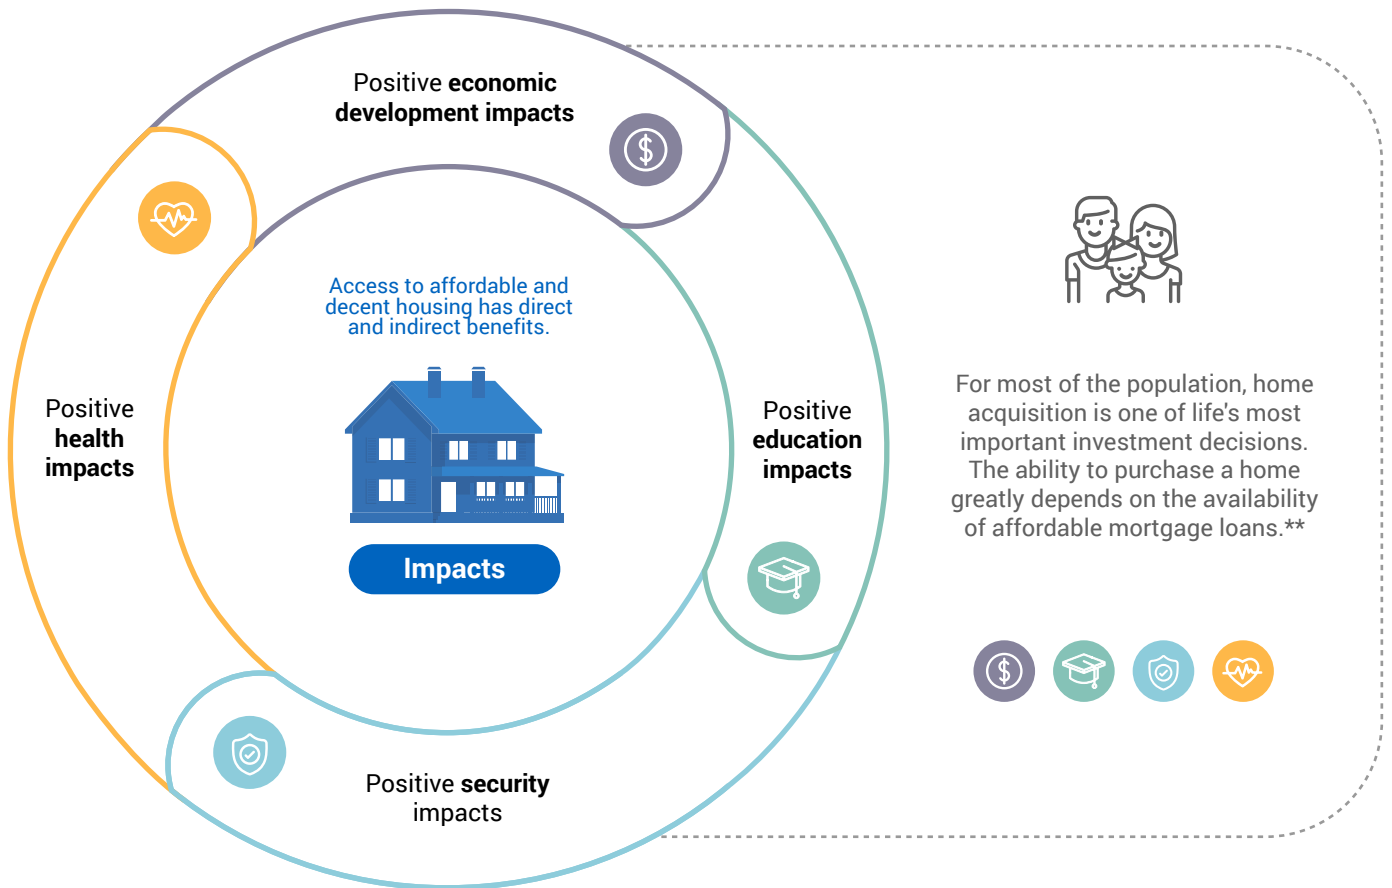 Positive economic
development impacts
Access to affordable and
decent housing has direct
and indirect benefits.
Impacts
Positive
health
impacts
Positive
education
impacts
Positive security
impacts
For most of the population, home
acquisition is one of life's most
important investment decisions.
The ability to purchase a home
greatly depends on the availability
of affordable mortgage loans.**